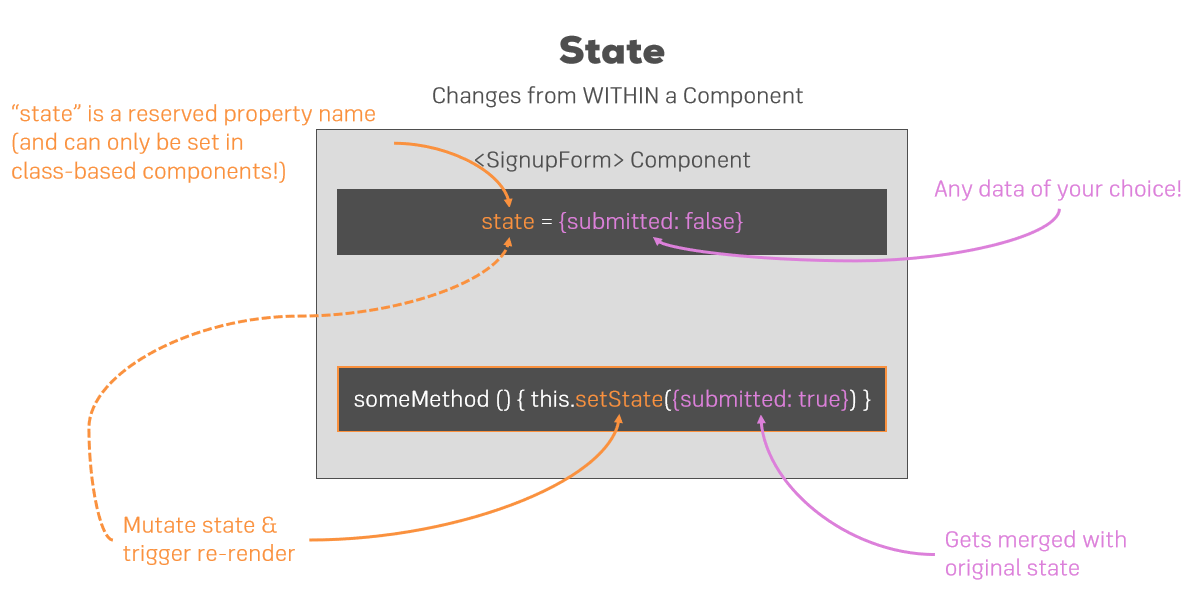 State
Changes from WITHIN a Component
“state” is a reserved property name
(and can only be set in
class-based components!)
<SignupForm> Component
Any data of your choice!
state = {submitted: false}
someMethod () { this.setState({submitted: true}) }
Mutate state &
trigger re-render
Gets merged with
original state